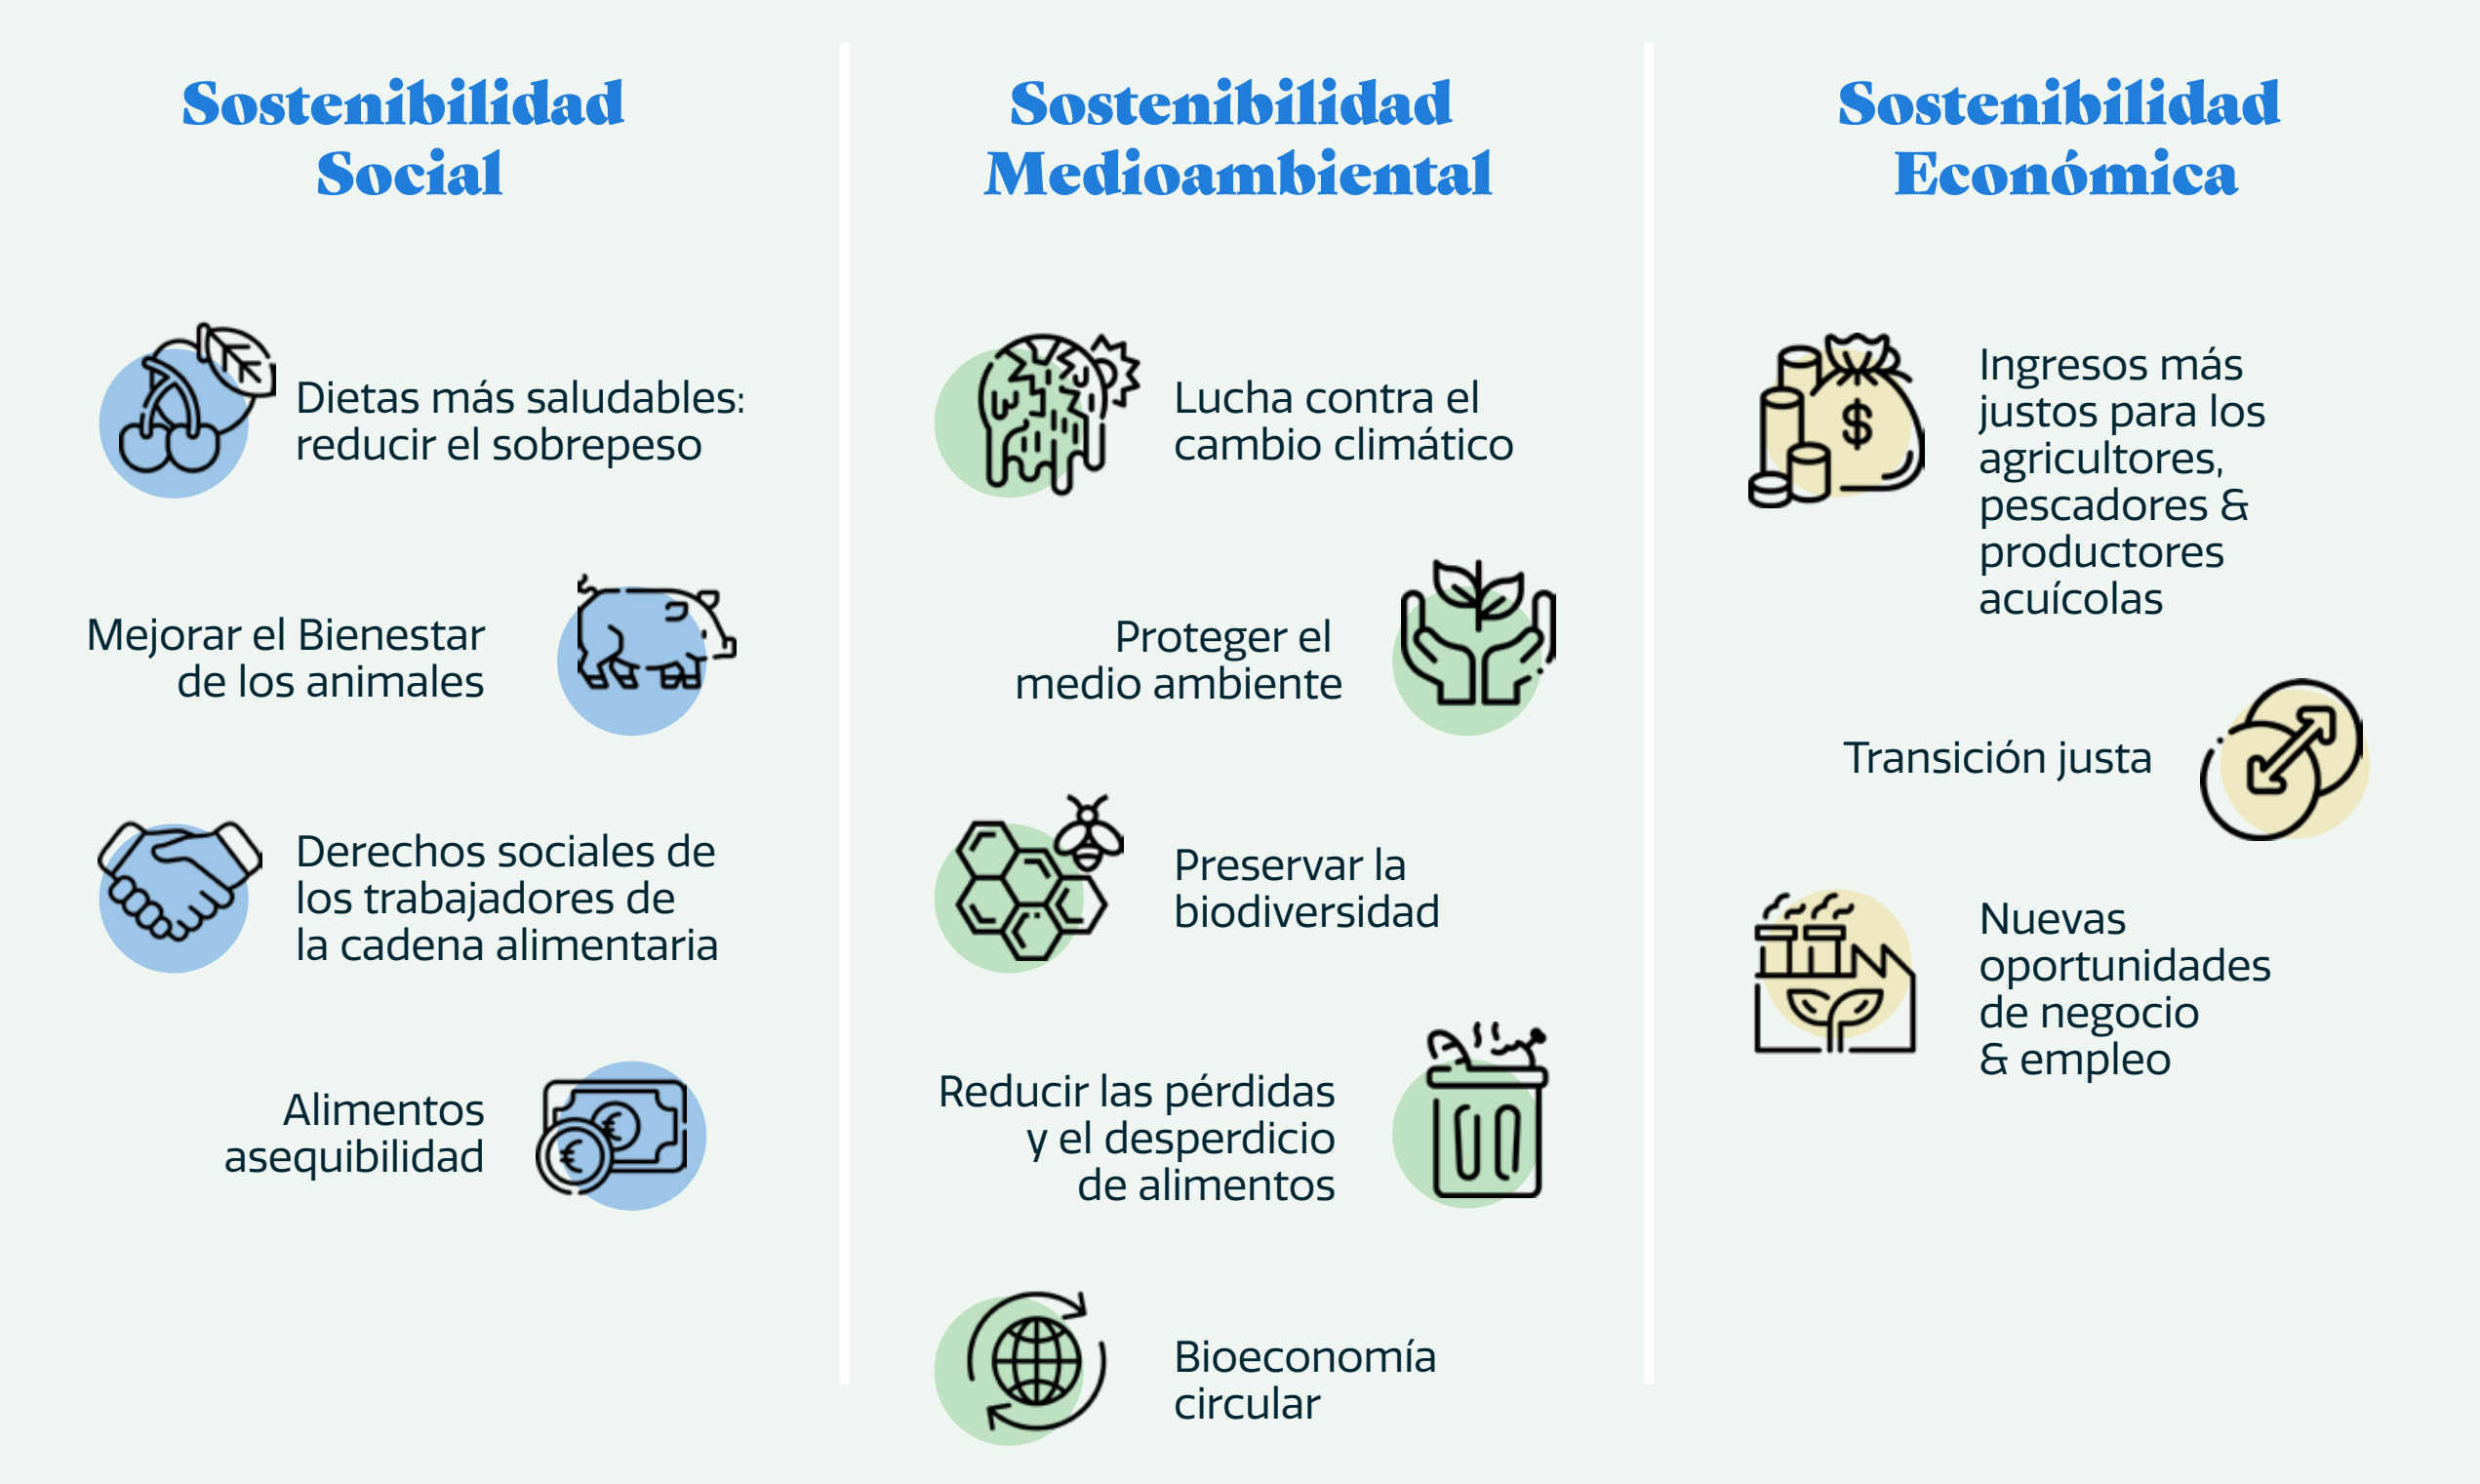 Sostenibilidad
Social
Dietas más saludables:
reducir el sobrepeso
Mejorar el Bienestar
de los animales
Derechos sociales de
los trabajadores de
la cadena alimentaria
Alimentos
asequibilidad
€
€
Sostenibilidad
Medioambiental
Lucha contra el
cambio climático
Proteger el
medio ambiente
Preservar la
biodiversidad
Reducir las pérdidas
y el desperdicio
de alimentos
Bioeconomía
circular
Sostenibilidad
Económica
$
Ingresos más
justos para los
agricultores,
pescadores &
productores
acuícolas
Transición justa
Nuevas
oportunidades
de negocio
& empleo